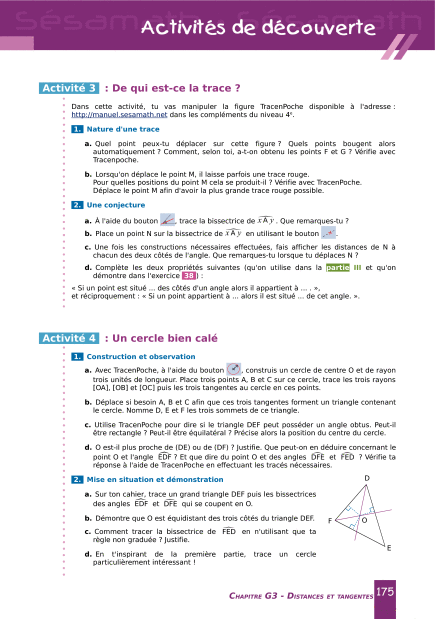 Sésamath Sésamath
Activités de découverte
Activité 3 : De qui est-ce la trace ?
Dans cette activité, tu vas manipuler la figure TracenPoche disponible à l'adresse :
http://manuel.sesamath.net dans les compléments du niveau 4e.
1. Nature d'une trace
a. Quel point peux-tu déplacer sur cette figure ? Quels points bougent alors
automatiquement ? Comment, selon toi, a-t-on obtenu les points F et G ? Vérifie avec
Tracenpoche.
b. Lorsqu'on déplace le point M, il laisse parfois une trace rouge.
Pour quelles positions du point M cela se produit-il ? Vérifie avec TracenPoche.
Déplace le point M afin d'avoir la plus grande trace rouge possible.
2. Une conjecture
a. À l'aide du bouton , trace la bissectrice de xAy . Que remarques-tu ?
b. Place un point N sur la bissectrice de xAy en utilisant le bouton .
c. Une fois les constructions nécessaires effectuées, fais afficher les distances de N à
chacun des deux côtés de l'angle. Que remarques-tu lorsque tu déplaces N ?
d. Complète les deux propriétés suivantes (qu'on utilise dans la partie III et qu'on
démontre dans l'exercice 38 ) :
« Si un point est situé ... des côtés d'un angle alors il appartient à ... . »,
et réciproquement : « Si un point appartient à ... alors il est situé ... de cet angle. ».
Activité 4 : Un cercle bien calé
1. Construction et observation
a. Avec TracenPoche, à l'aide du bouton , construis un cercle de centre O et de rayon
trois unités de longueur. Place trois points A, B et C sur ce cercle, trace les trois rayons
[OA], [OB] et [OC] puis les trois tangentes au cercle en ces points.
b. Déplace si besoin A, B et C afin que ces trois tangentes forment un triangle contenant
le cercle. Nomme D, E et F les trois sommets de ce triangle.
c. Utilise TracenPoche pour dire si le triangle DEF peut posséder un angle obtus. Peut-il
être rectangle ? Peut-il être équilatéral ? Précise alors la position du centre du cercle.
d. O est-il plus proche de (DE) ou de (DF) ? Justifie. Que peut-on en déduire concernant le
point O et l'angle EDF ? Et que dire du point O et des angles DFE et FED ? Vérifie ta
réponse à l'aide de TracenPoche en effectuant les tracés nécessaires.
2. Mise en situation et démontration
a. Sur ton cahier, trace un grand triangle DEF puis les bissectrices
des angles EDF et DFE qui se coupent en O.
b. Démontre que O est équidistant des trois côtés du triangle DEF.
c. Comment tracer la bissectrice de FED en n'utilisant que ta
règle non graduée ? Justifie.
d. En t'inspirant de la première partie, trace un cercle
particulièrement intéressant !
D
F
O
E
Chapitre G3 - Distances et tangentes 175